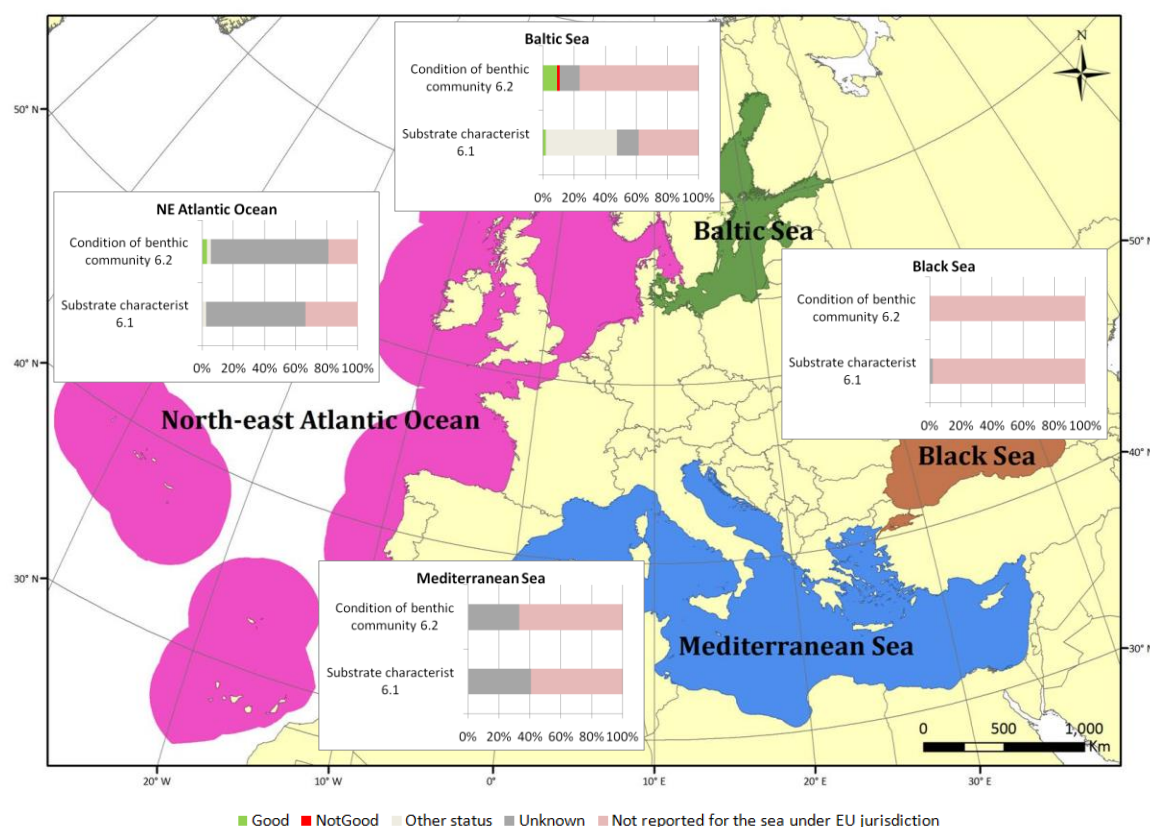 Baltic Sea
Condition of benthic
community 6.2
Substrate characterist
6.1
0% 20% 40% 60% 80% 100%
N
50° N
NE Atlantic Ocean
Condition of benthic
community 6.2
Substrate characterist
6.1
0% 20% 40% 60% 80% 100%
Baltic Sea
50° N
Black Sea
Condition of benthic
community 6.2
Substrate characterist
6.1
0% 20% 40% 60% 80% 100%
40° N
North-east Atlantic Ocean
Black Sea
40° N
30° N
Mediterranean Sea
Condition of benthic
community 6.2
Substrate characterist
6.1
0% 20% 40% 60% 80% 100%
Mediterranean Sea
30° N
0 500 1,000
Km
20° W 10° W 0° 10° E 20° E 30° E
Good NotGood Other status Unknown Not reported for the sea under EU jurisdiction